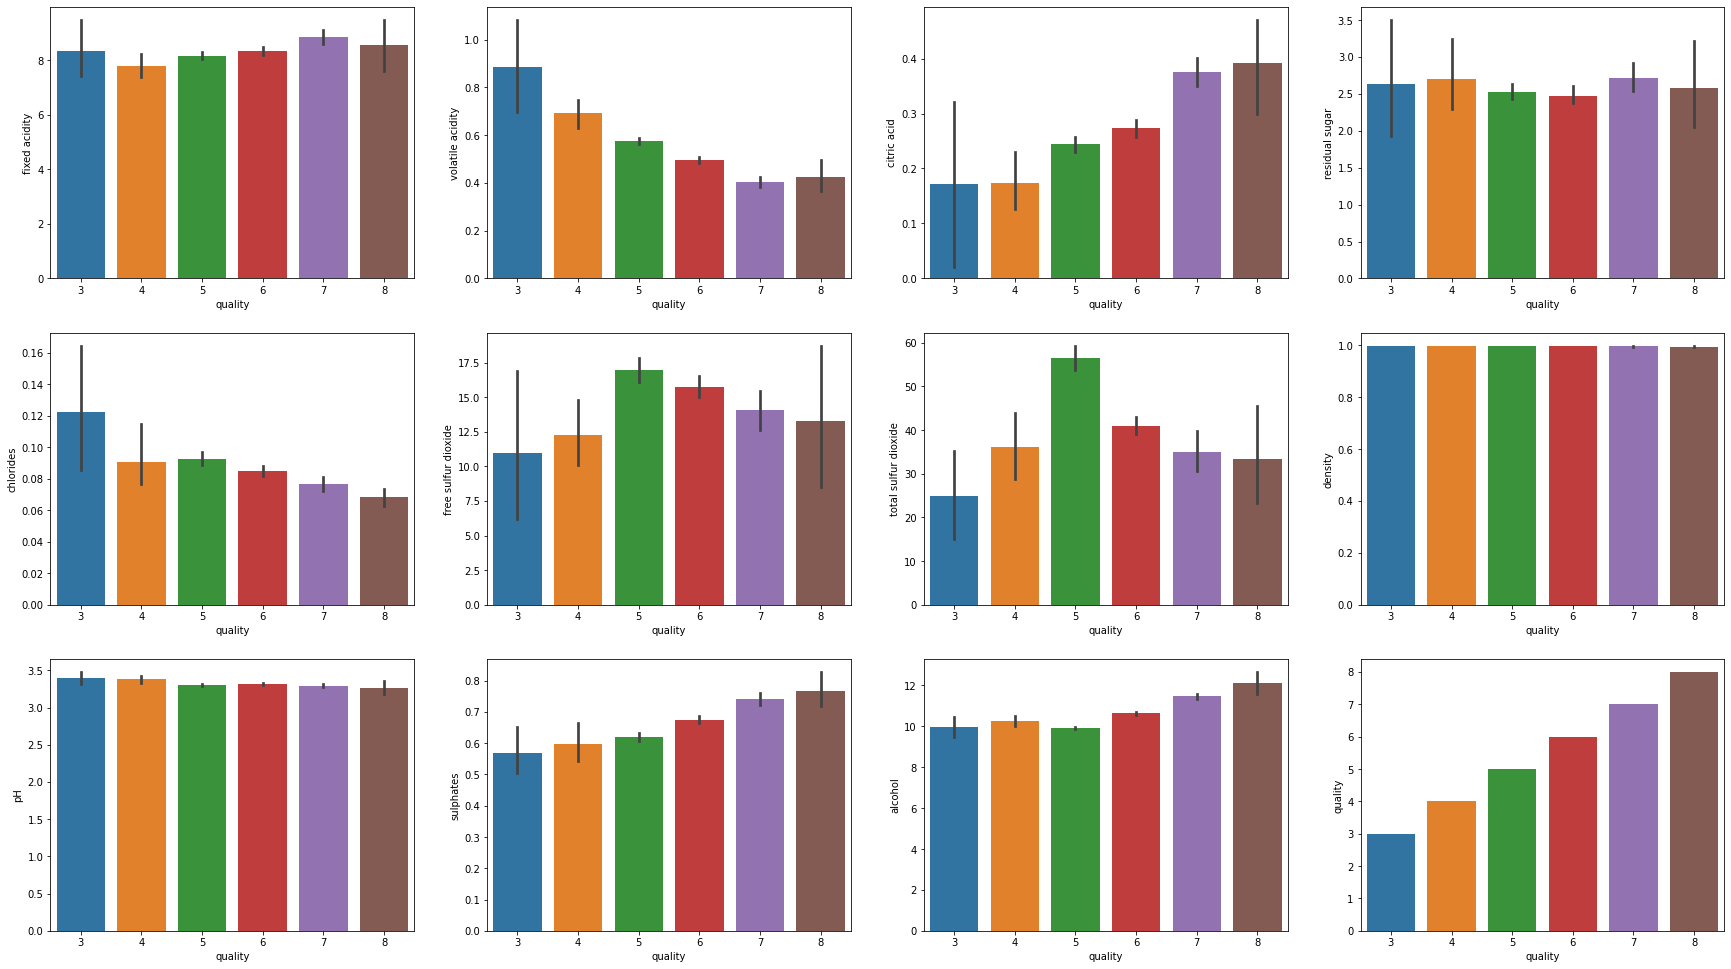 fixed acidity
8
6
4
2
0
3 4 5 6 7 8
quality
volatile acidity
1.0
0.8
0.6
0.4
0.2
0.0
3 4 5 6 7 8
quality
citric acid
0.4
0.3
0.2
0.1
0.0
3 4 5 6 7 8
quality
residual sugar
3.5
3.0
2.5
2.0
1.5
1.0
0.5
0.0
3 4 5 6 7 8
quality
chlorides
0.16
0.14
0.12
0.10
0.08
0.06
0.04
0.02
0.00
3 4 5 6 7 8
quality
free sulfur dioxide
17.5
15.0
12.5
10.0
7.5
5.0
2.5
0.0
3 4 5 6 7 8
quality
total sulfur dioxide
60
50
40
30
20
10
0
3 4 5 6 7 8
quality
density
1.0
0.8
0.6
0.4
0.2
0.0
3 4 5 6 7 8
quality
pH
3.5
3.0
2.5
2.0
1.5
1.0
0.5
0.0
3 4 5 6 7 8
quality
sulphates
0.8
0.7
0.6
0.5
0.4
0.3
0.2
0.1
0.0
3 4 5 6 7 8
quality
alcohol
12
10
8
6
4
2
0
3 4 5 6 7 8
quality
quality
8
7
6
5
4
3
2
1
0
3 4 5 6 7 8
quality